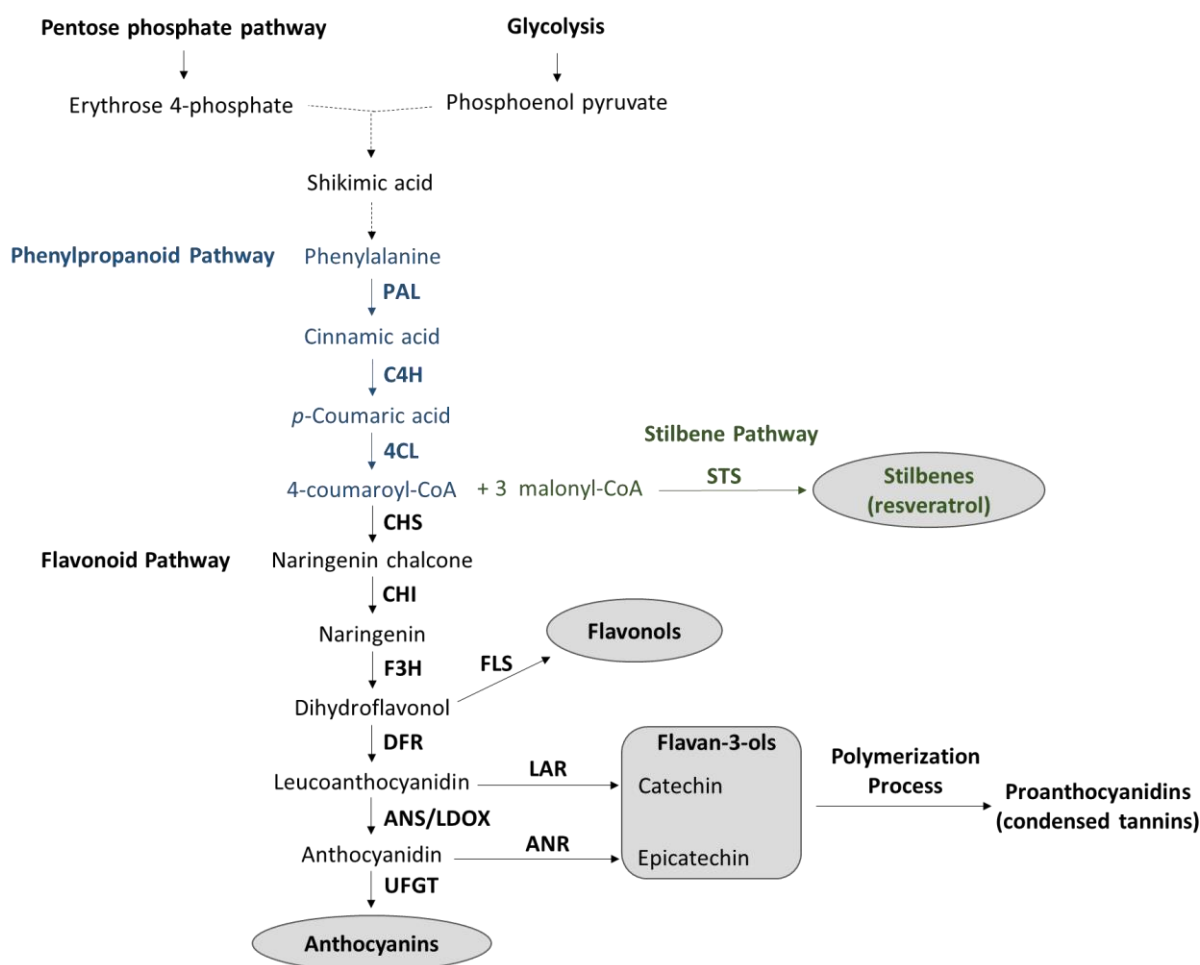 Pentose phosphate pathway
Glycolysis
Erythrose 4-phosphate
Phosphoenol pyruvate
Shikimic acid
Phenylpropanoid Pathway
Phenylalanine
PAL
Cinnamic acid
C4H
p-Coumaric acid
4CL
Stilbene Pathway
4-coumaroyl-CoA
+ 3 malonyl-CoA
STS
Stilbenes
(resveratrol)
CHS
Flavonoid Pathway
Naringenin chalcone
CHI
Naringenin
Flavonols
F3H
FLS
Dihydroflavonol
DFR
Flavan-3-ols
Leucoanthocyanidin
LAR
Catechin
Polymerization
Process
Proanthocyanidins
(condensed tannins)
ANS/LDOX
Anthocyanidin
ANR
Epicatechin
UFGT
Anthocyanins